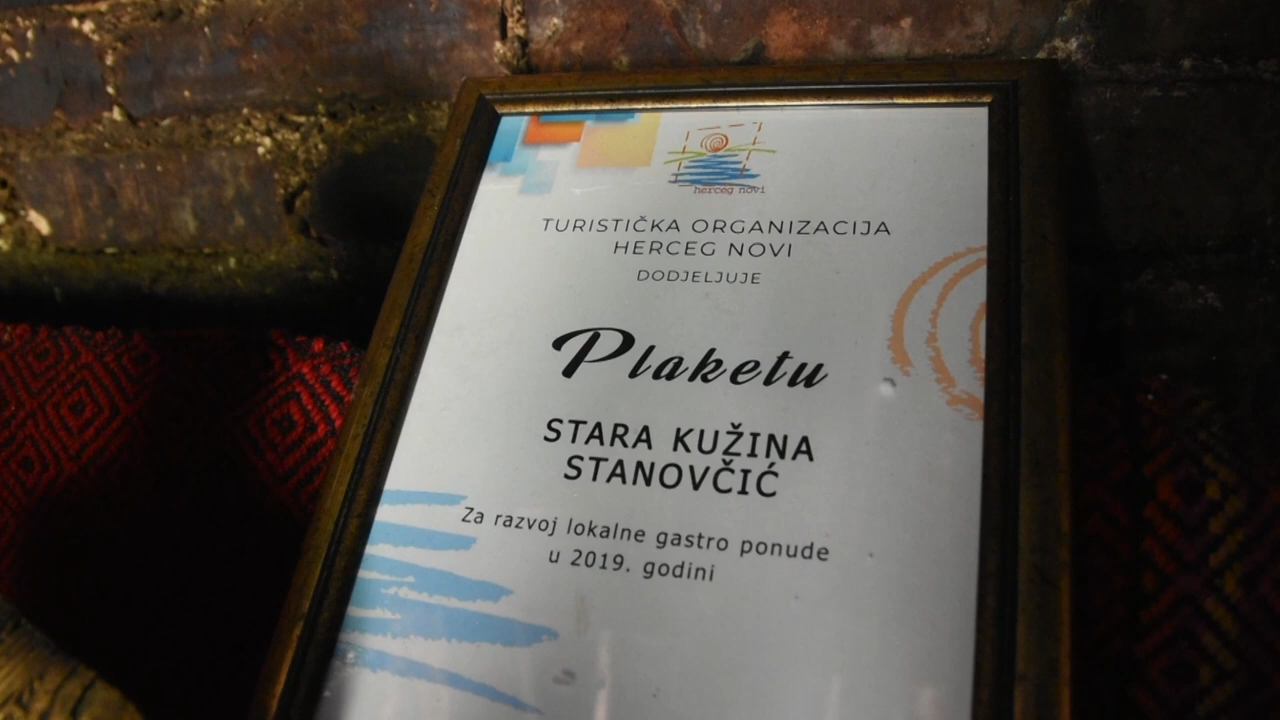 herceg novi
TURISTIČKA ORGANIZACIJA
HERCEG NOVI
DODJELJUJE
Plaketu
STARA KUŽINA
STANOVČIĆ
Za razvoj lokalne gastro ponude
u 2019. godini